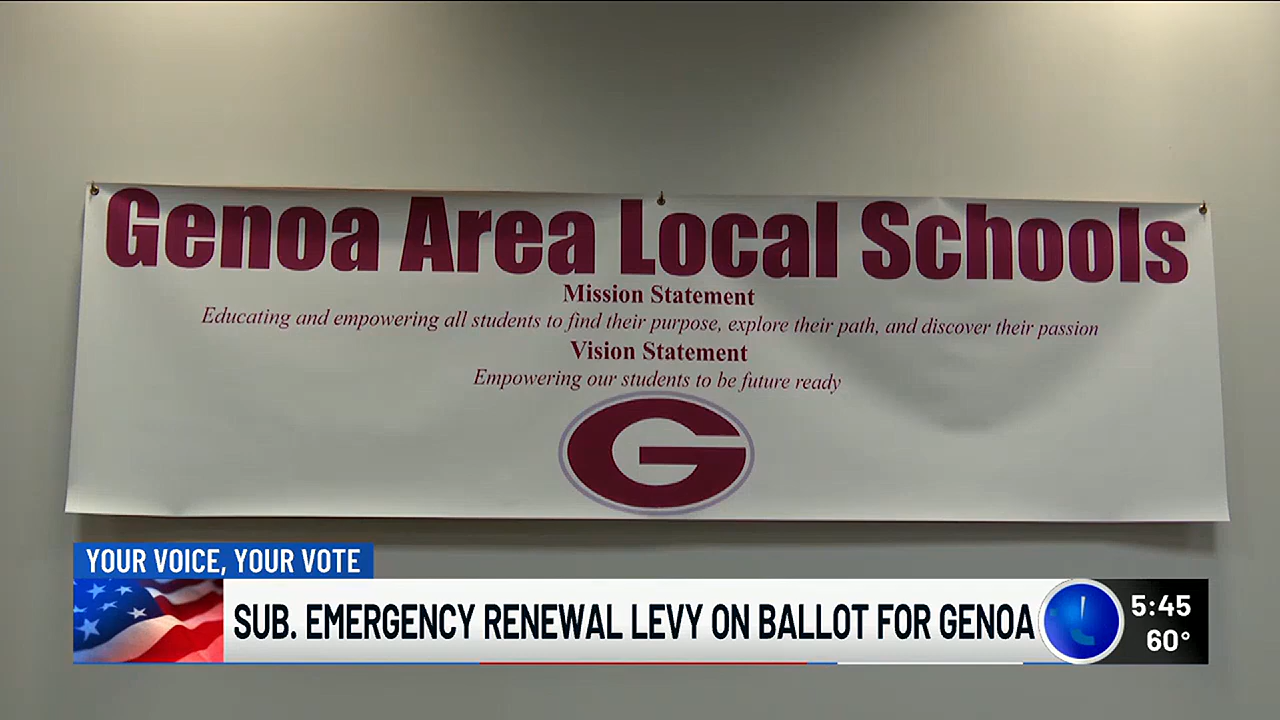 Genoa Area Local Schools
Mission Statement
Educating and empowering all students to find their purpose, explore their path, and discover their passion
Vision Statement
Empowering our students to be future ready
G
YOUR VOICE, YOUR VOTE
SUB. EMERGENCY RENEWAL LEVY ON BALLOT FOR GENOA
5:45
60°